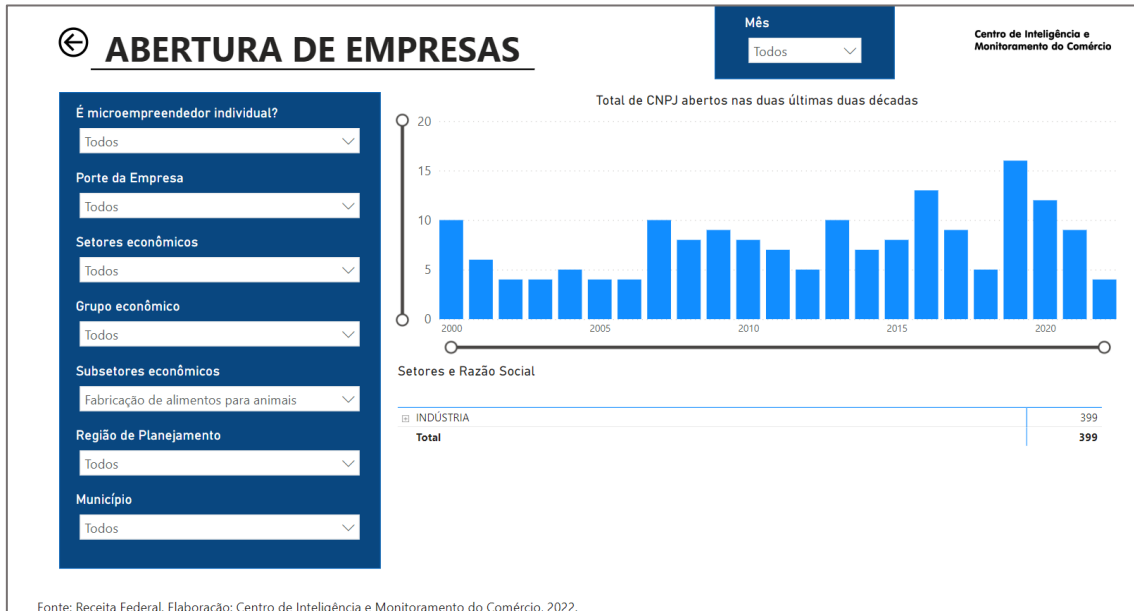 ABERTURA DE EMPRESAS
Mês
Todos
Centro de Inteligência e
Monitoramento do Comércio
É microempreendedor individual?
Todos
Porte da Empresa
Todos
Setores econômicos
Todos
Grupo econômico
Todos
Subsetores econômicos
Fabricação de alimentos para animais
Região de Planejamento
Todos
Município
Todos
Total de CNPJ abertos nas duas últimas duas décadas
20
15
10
5
0
2000 2005 2010 2015 2020
Setores e Razão Social
INDÚSTRIA 399
Total 399
Fonte: Receita Federal. Elaboração: Centro de Inteligência e Monitoramento do Comércio, 2022.